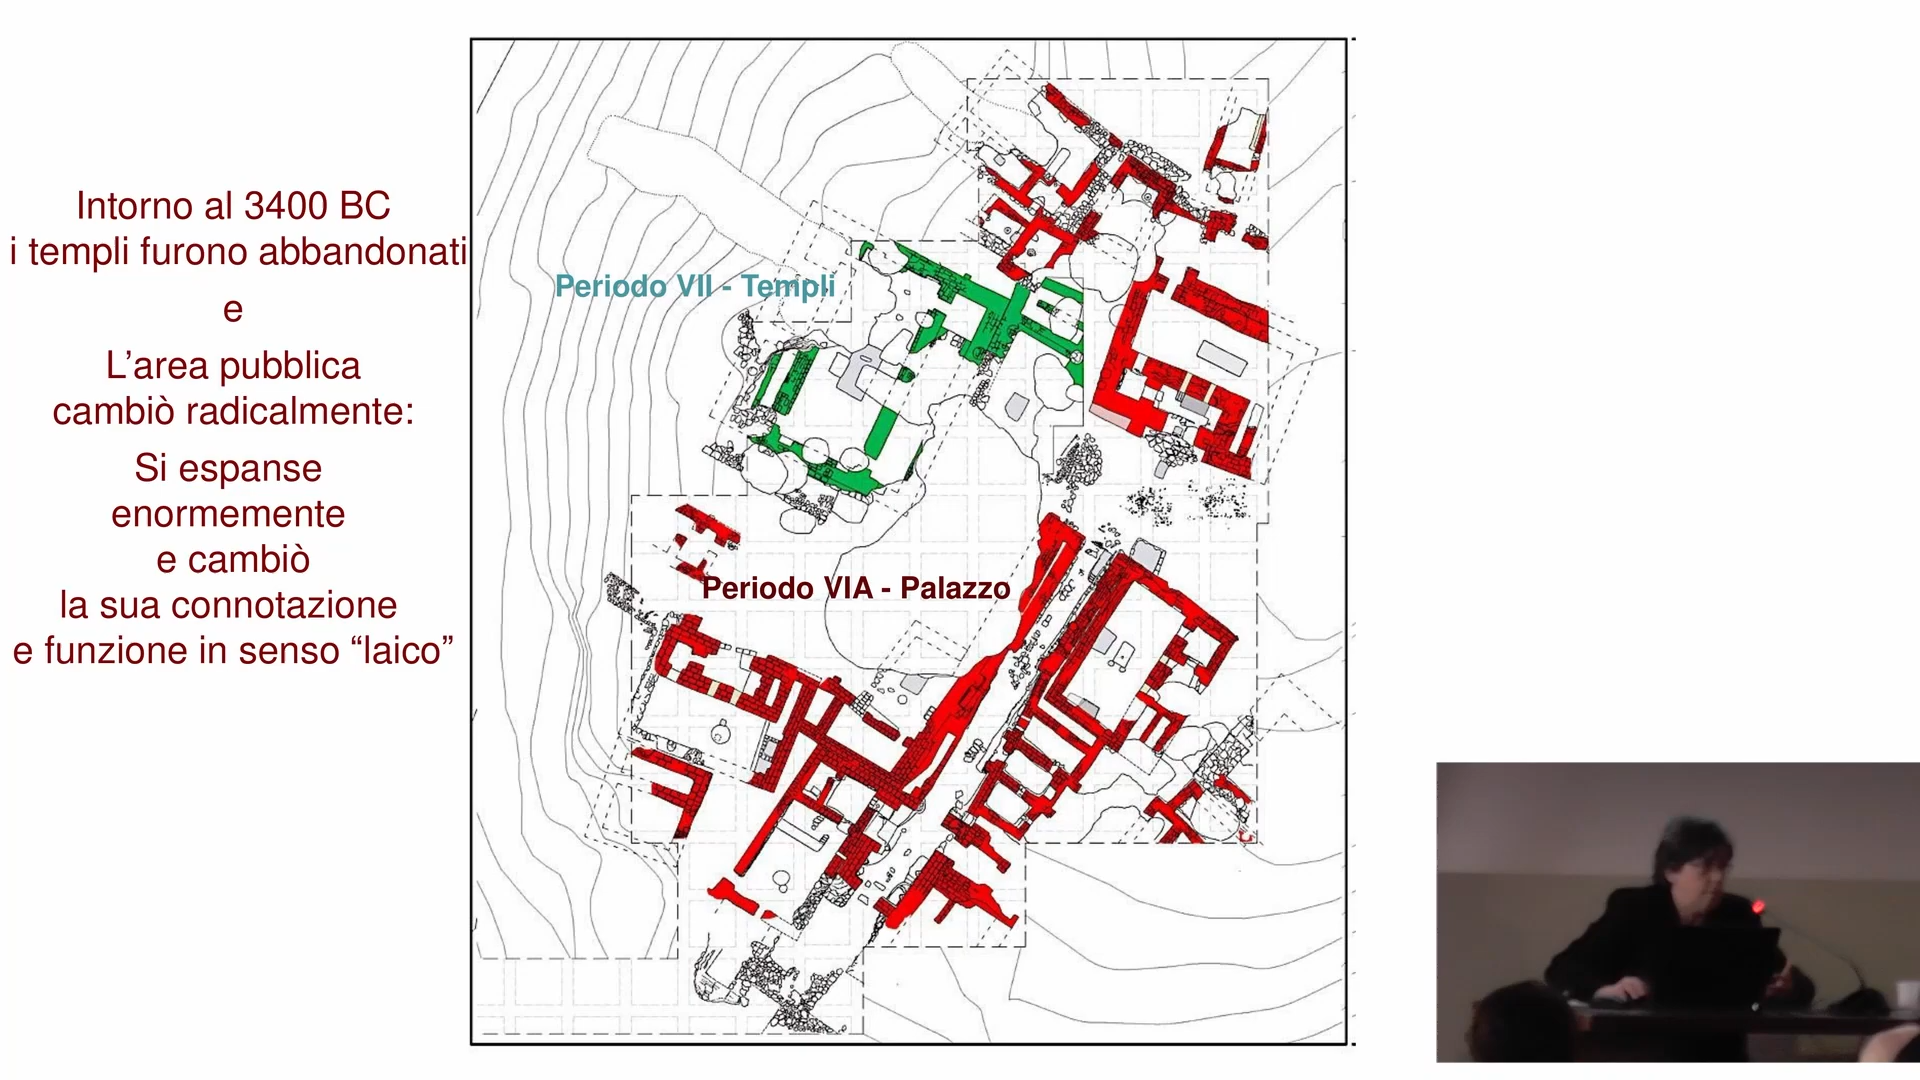 Intorno al 3400 BC
i templi furono abbandonati
e
L’area pubblica
cambiò radicalmente:
Si espanse
enormemente
e cambiò
la sua connotazione
e funzione in senso “laico”
Periodo VII - Templi
Periodo VIA - Palazzo